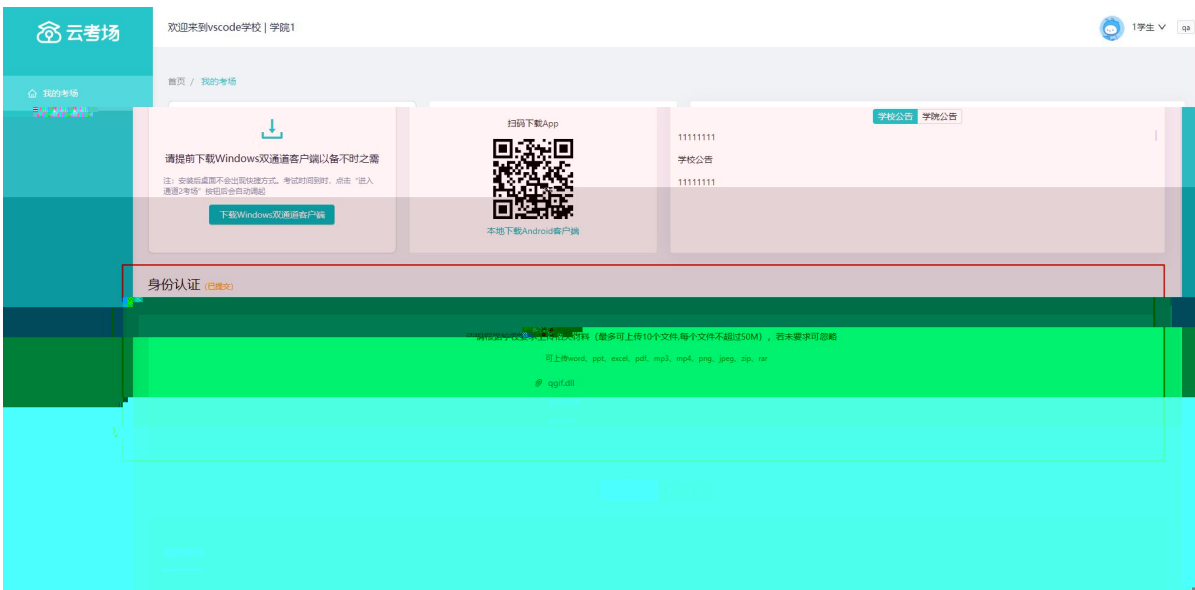 云考场
欢迎来到vscode学校 | 学院1
1学生
qa
我的考场
首页 / 我的考场
请提前下载Windows双通道客户端以备不时之需
注：安装后桌面不会出现快捷方式。考试时间到时，点击“进入
通道2考场”按钮后会自动调起
下载Windows双通道客户端
扫码下载App
本地下载Android客户端
学校公告 学院公告
11111111
学校公告
11111111
身份认证 (已提交)
（最多可上传10个文件,每个文件不超过50M），若未要求可忽略
可上传word、ppt、excel、pdf、mp3、mp4、png、jpeg、zip、rar
qgif.dll